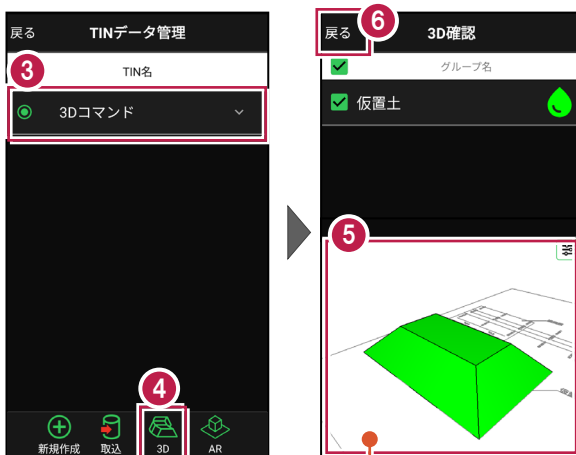 戻る
TINデータ管理
3
TIN名
3Dコマンド
4
新規作成
取込
3D
AR
6
戻る
3D確認
グループ名
仮置土
5